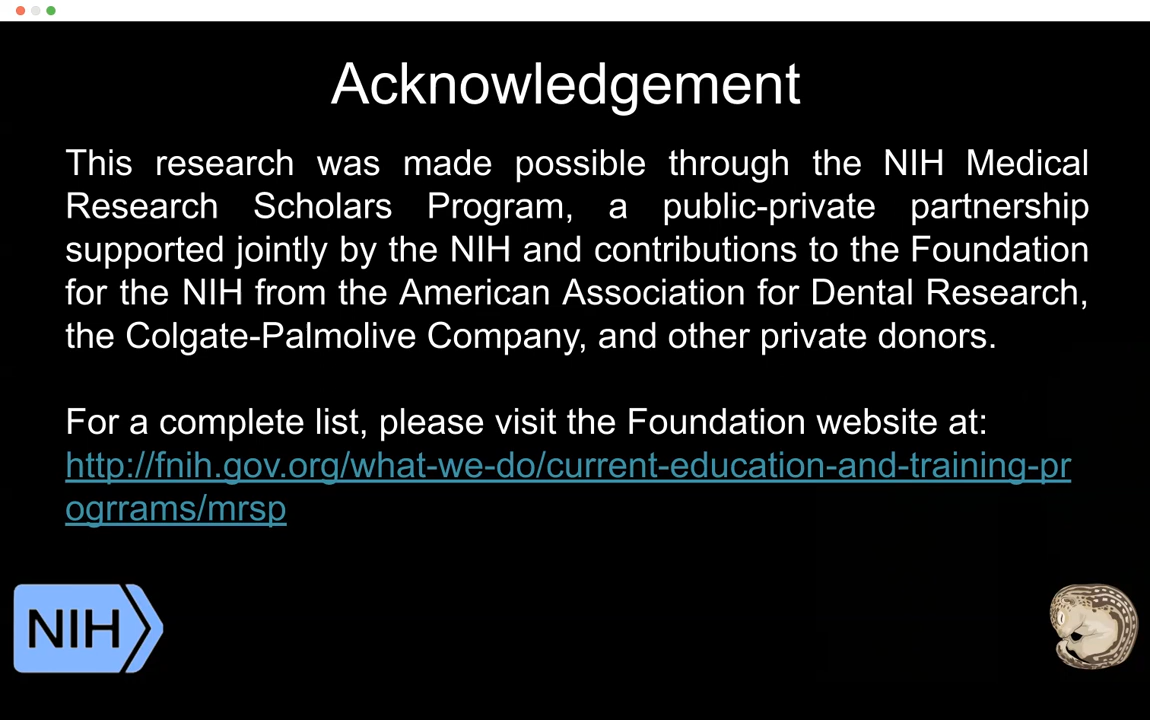 Acknowledgement
This research was made possible through the NIH Medical
Research Scholars Program, a public-private partnership
supported jointly by the NIH and contributions to the Foundation
for the NIH from the American Association for Dental Research,
the Colgate-Palmolive Company, and other private donors.
For a complete list, please visit the Foundation website at:
http://fnih.gov.org/what-we-do/current-education-and-training-pr
ogrrams/mrsp
NIH